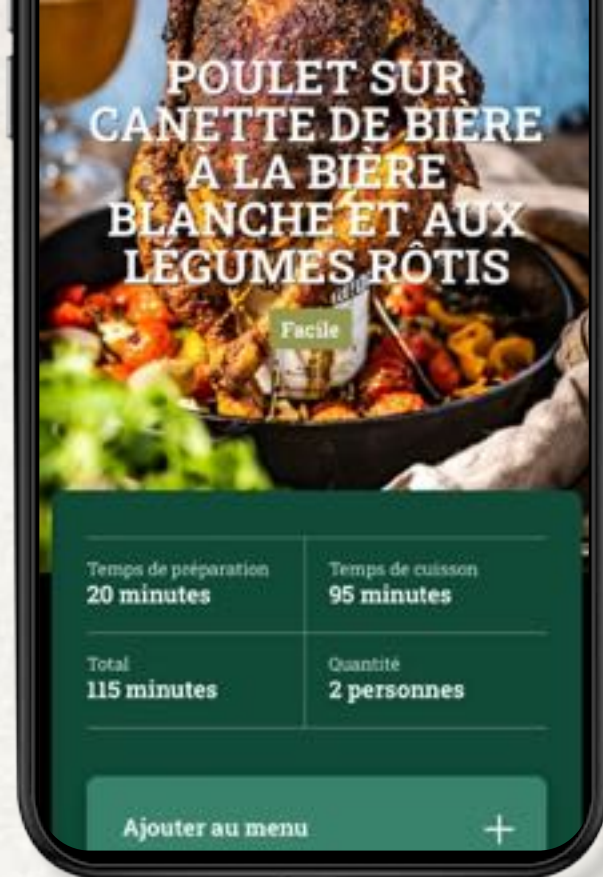 POULET SUR
CANETTE DE BIÈRE
À LA BIÈRE
BLANCHE ET AUX
LÉGUMES RÔTIS
Facile
Temps de préparation
20 minutes
Temps de cuisson
95 minutes
Total
115 minutes
Quantité
2 personnes
Ajouter au menu